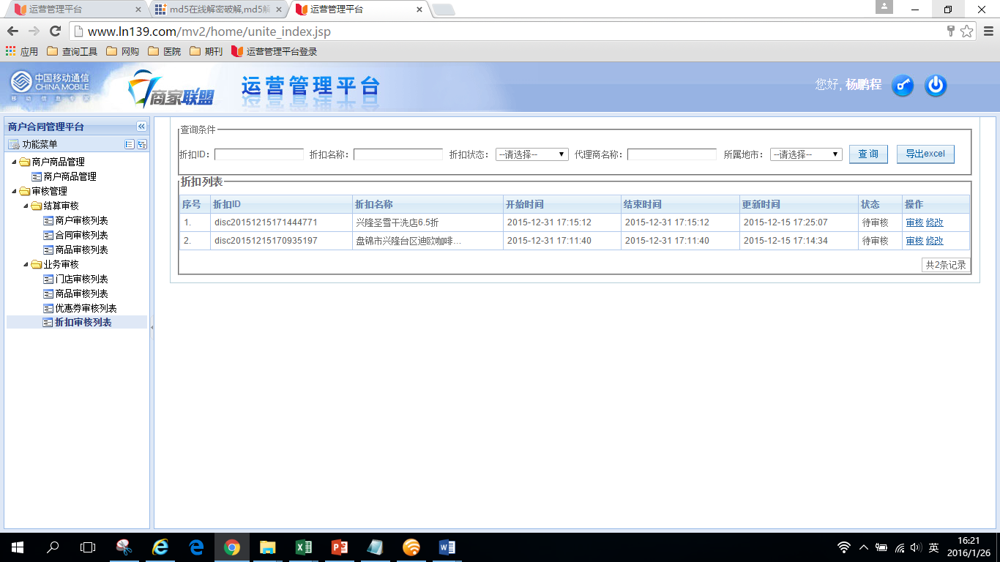 运营管理平台
md5在线解密破解,md5解
运营管理平台
www.ln139.com/mv2/home/unite_index.jsp
应用 查询工具 网购 医院 期刊 运营管理平台登录
中国移动通信
CHINA MOBILE
移动信息专家
商家联盟
运营管理平台
您好, 杨鹏程
商户合同管理平台
功能菜单
商户商品管理
商户商品管理
审核管理
结算审核
商户审核列表
合同审核列表
商品审核列表
业务审核
门店审核列表
商品审核列表
优惠券审核列表
折扣审核列表
查询条件
折扣ID: 折扣名称: 折扣状态: --请选择-- 代理商名称: 所属地市: --请选择-- 查 询 导出excel
折扣列表
序号 折扣ID 折扣名称 开始时间 结束时间 更新时间 状态 操作
1. disc20151215171444771 兴隆圣雪干洗店6.5折 2015-12-31 17:15:12 2015-12-31 17:15:12 2015-12-15 17:25:07 待审核 审核 修改
2. disc20151215170935197 盘锦市兴隆台区迪欧咖啡... 2015-12-31 17:11:40 2015-12-31 17:11:40 2015-12-15 17:14:34 待审核 审核 修改
共2条记录
英
16:21
2016/1/26